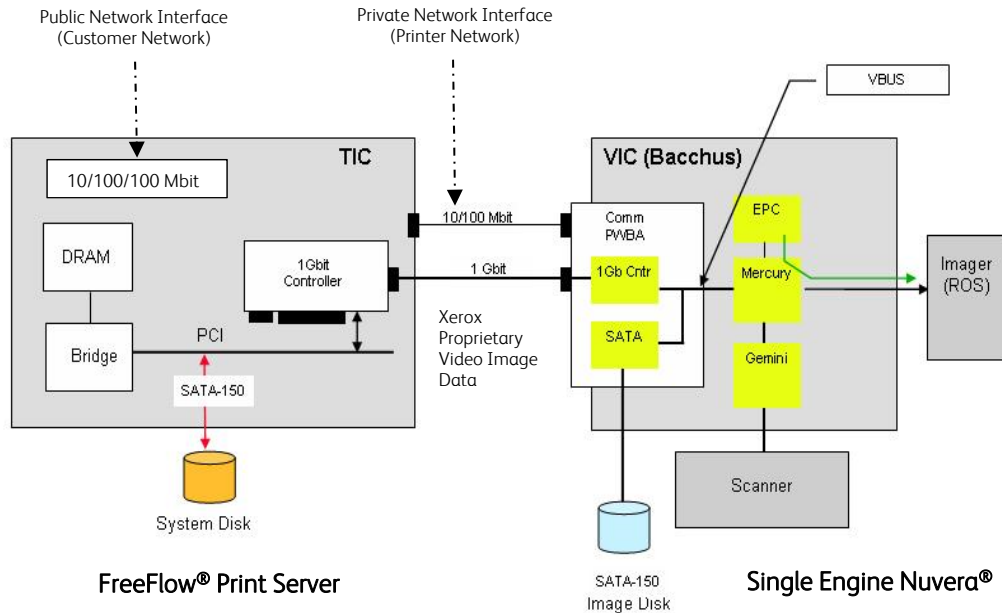 Public Network Interface
(Customer Network)
Private Network Interface
(Printer Network)
VBUS
TIC
VIC (Bacchus)
10/100/100 Mbit
10/100 Mbit
Comm
PWBA
EPC
DRAM
1Gbit
Controller
1 Gbit
1Gb Cntr
Mercury
Imager
(ROS)
Bridge
PCI
Xerox
Proprietary
Video Image
Data
SATA
Gemini
SATA-150
Scanner
System Disk
FreeFlow® Print Server
SATA-150
Image Disk
Single Engine Nuvera®